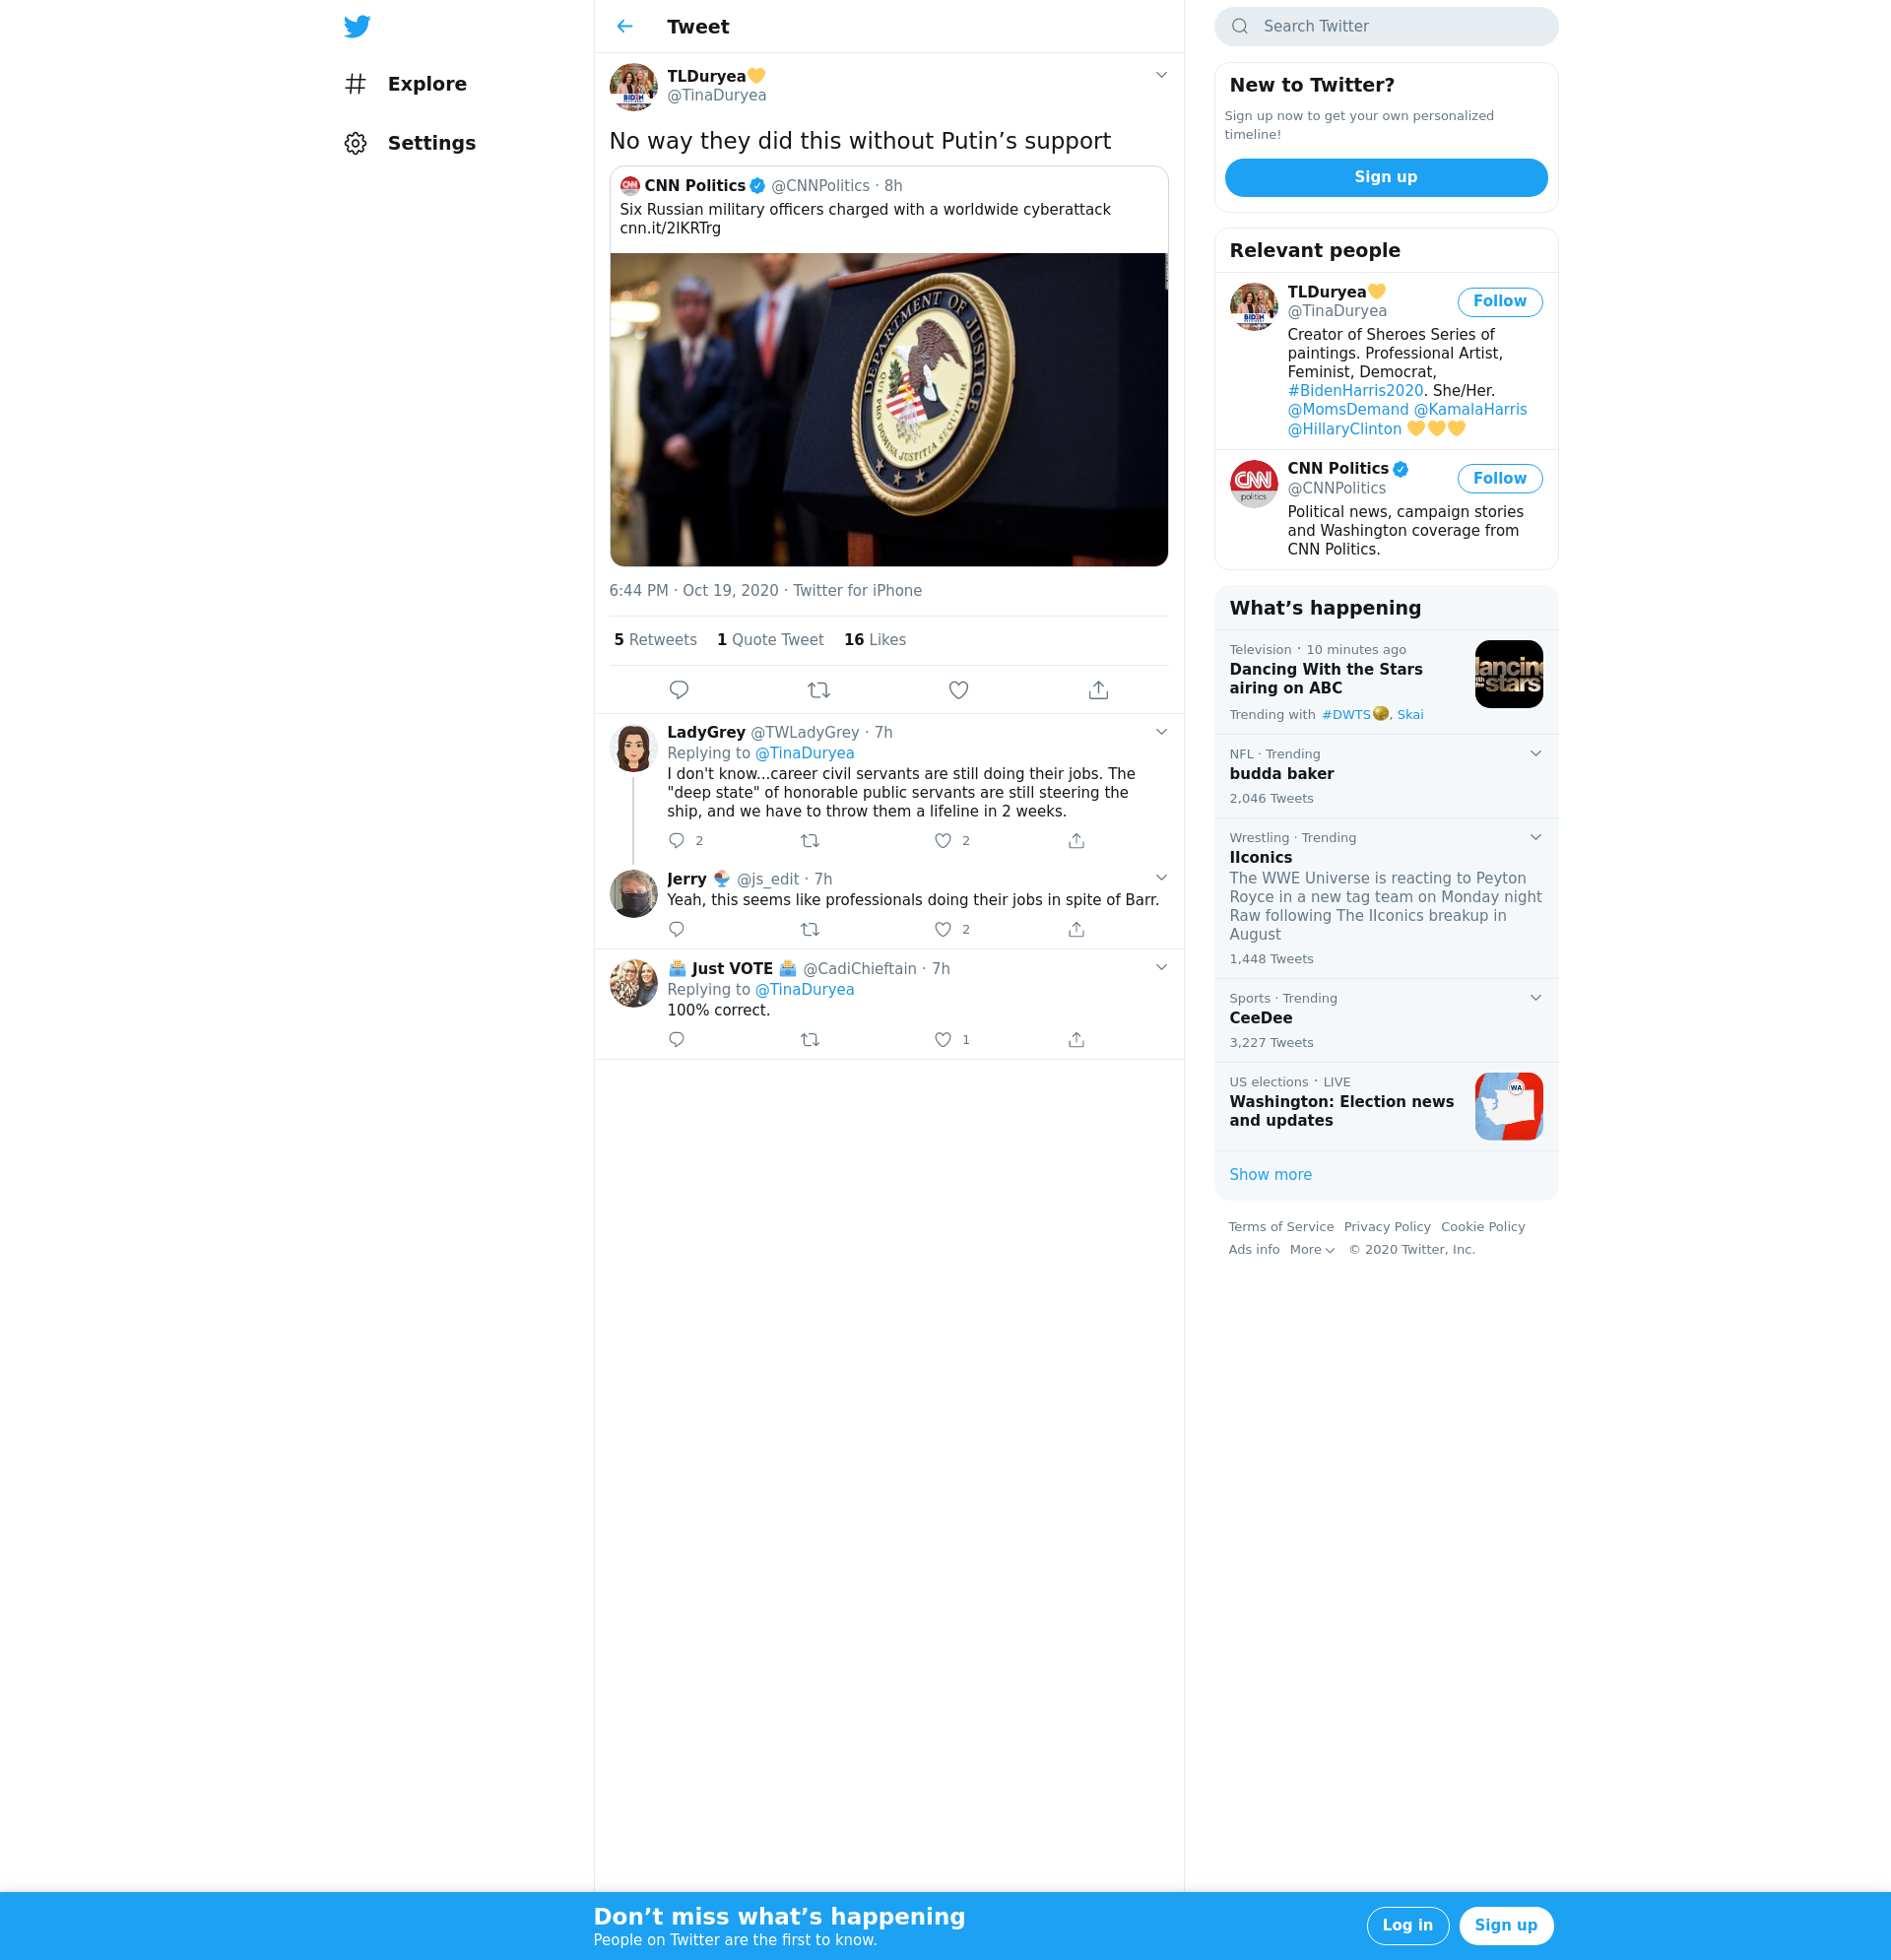 Explore
Settings
Tweet
TLDuryea💛
@TinaDuryea
No way they did this without Putin’s support
CNN Politics @CNNPolitics · 8h
Six Russian military officers charged with a worldwide cyberattack
cnn.it/2IKRTrg
DEPARTMENT OF JUSTICE
QUI PRO DOMINA JUSTITIA SEQUITUR
6:44 PM · Oct 19, 2020 · Twitter for iPhone
5 Retweets 1 Quote Tweet 16 Likes
LadyGrey @TWLadyGrey · 7h
Replying to @TinaDuryea
I don't know...career civil servants are still doing their jobs. The
"deep state" of honorable public servants are still steering the
ship, and we have to throw them a lifeline in 2 weeks.
2 2
Jerry @js_edit · 7h
Yeah, this seems like professionals doing their jobs in spite of Barr.
2
🗳️ Just VOTE 🗳️ @CadiChieftain · 7h
Replying to @TinaDuryea
100% correct.
1
Search Twitter
New to Twitter?
Sign up now to get your own personalized
timeline!
Sign up
Relevant people
TLDuryea💛
@TinaDuryea
Follow
Creator of Sheroes Series of
paintings. Professional Artist,
Feminist, Democrat,
#BidenHarris2020. She/Her.
@MomsDemand @KamalaHarris
@HillaryClinton 💛💛💛
CNN politics
CNN Politics
@CNNPolitics
Follow
Political news, campaign stories
and Washington coverage from
CNN Politics.
What’s happening
Television · 10 minutes ago
Dancing With the Stars
airing on ABC
Trending with #DWTS, Skai
NFL · Trending
budda baker
2,046 Tweets
Wrestling · Trending
IIconics
The WWE Universe is reacting to Peyton
Royce in a new tag team on Monday night
Raw following The IIconics breakup in
August
1,448 Tweets
Sports · Trending
CeeDee
3,227 Tweets
US elections · LIVE
Washington: Election news
and updates
WA
Show more
Terms of Service Privacy Policy Cookie Policy
Ads info More © 2020 Twitter, Inc.
Don’t miss what’s happening
People on Twitter are the first to know.
Log in
Sign up